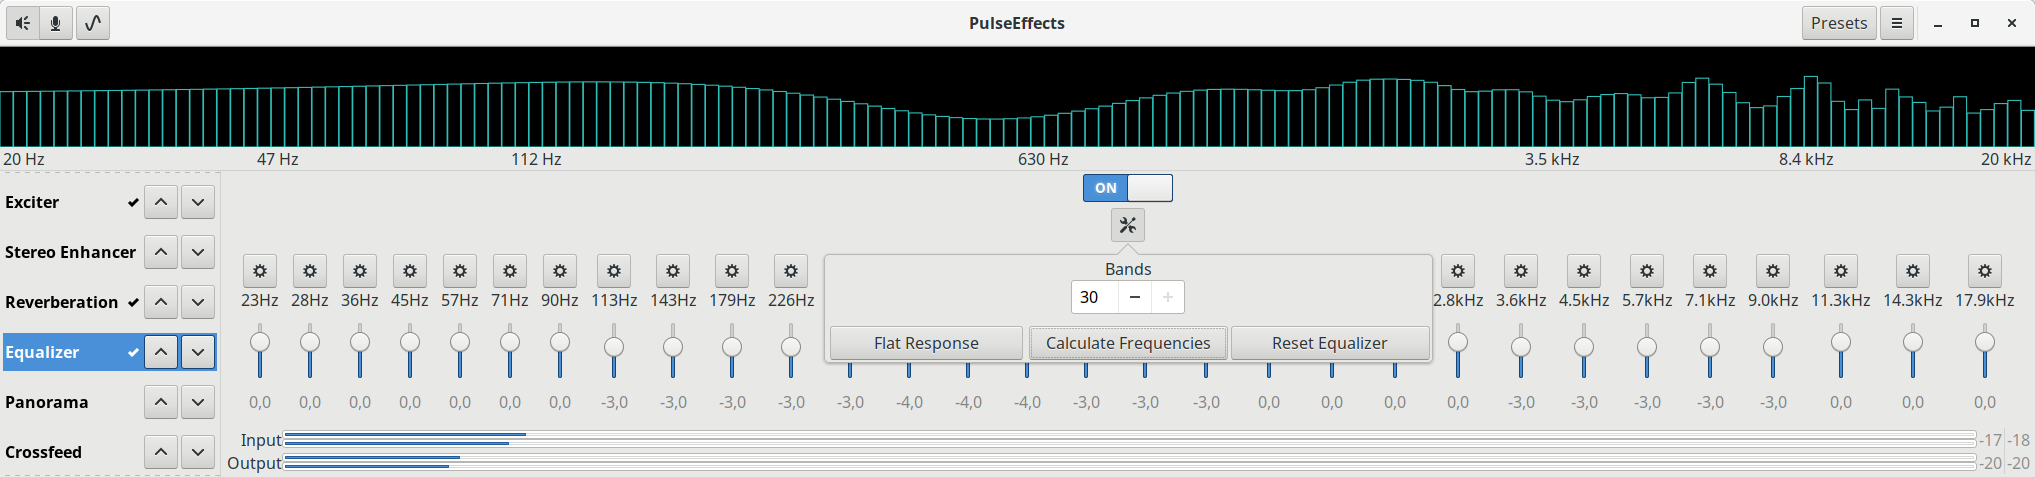 PulseEffects
Presets
20 Hz 47 Hz 112 Hz 630 Hz 3.5 kHz 8.4 kHz 20 kHz
ON
Exciter
Stereo Enhancer
Reverberation
Equalizer
Panorama
Crossfeed
Bands
30
Flat Response Calculate Frequencies Reset Equalizer
23Hz 28Hz 36Hz 45Hz 57Hz 71Hz 90Hz 113Hz 143Hz 179Hz 226Hz 2.8kHz 3.6kHz 4.5kHz 5.7kHz 7.1kHz 9.0kHz 11.3kHz 14.3kHz 17.9kHz
0,0 0,0 0,0 0,0 0,0 0,0 0,0 -3,0 -3,0 -3,0 -3,0 -3,0 -4,0 -4,0 -4,0 -3,0 -3,0 -3,0 0,0 0,0 0,0 0,0 -3,0 -3,0 -3,0 -3,0 -3,0 0,0 0,0 0,0
Input -17 -18
Output -20 -20